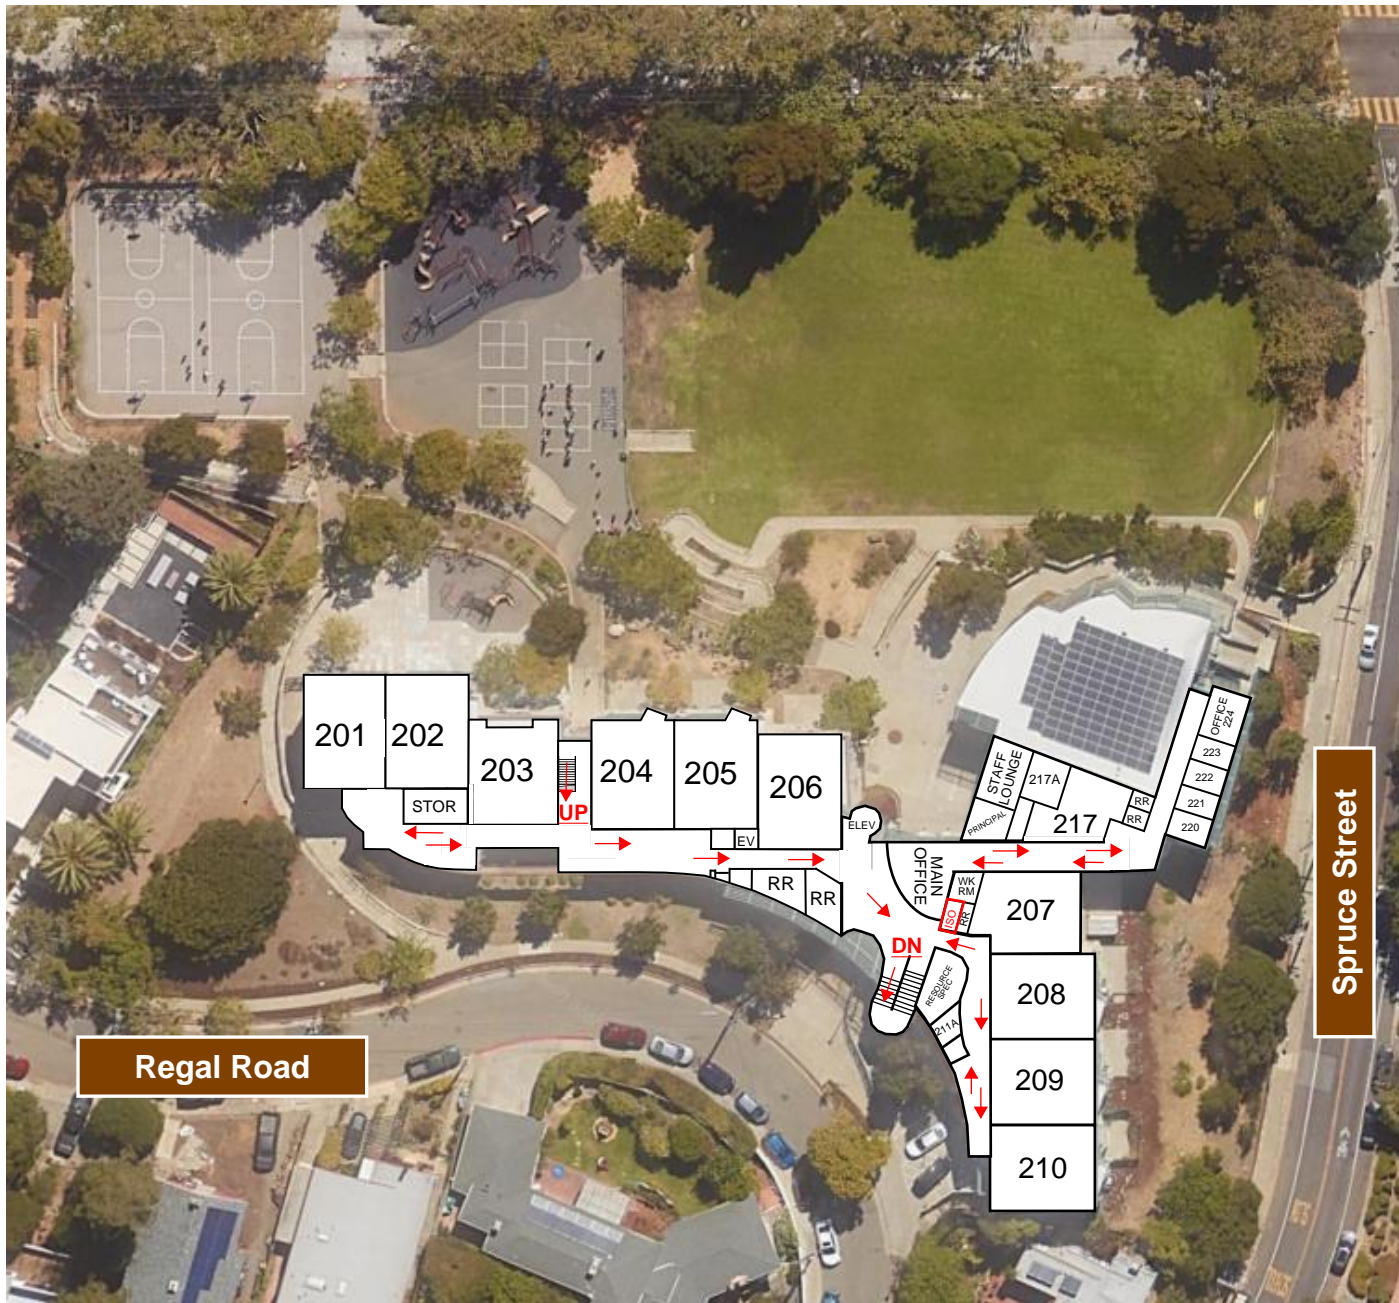 OFFICE
224
223
222
221
220
STAFF
LOUNGE
217A
PRINCIPAL
217
RR
RR
201
202
203
204
205
206
STOR
UP
EV
ELEV
MAIN
OFFICE
WK
RM
ISO
RR
207
RR
RR
DN
RESOURCE
SPEC
211A
208
209
210
Regal Road
Spruce Street